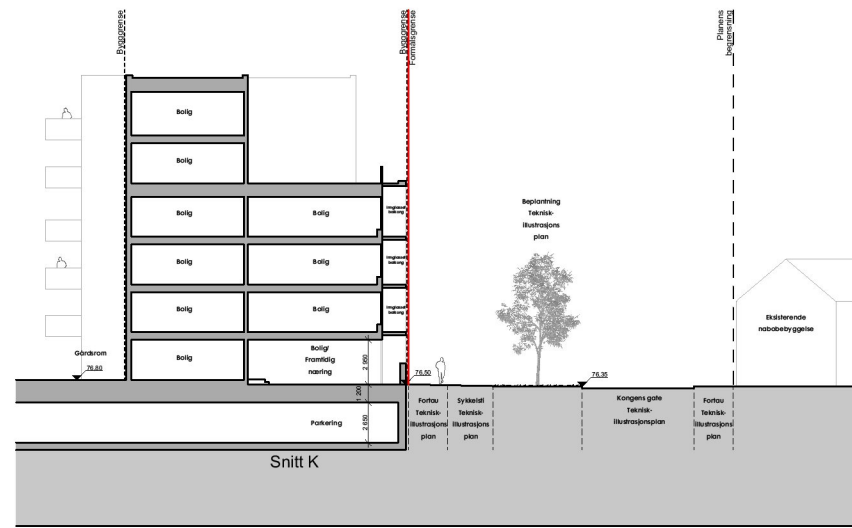 Byggegrense
Byggegrense
Formålsgrense
Planens
begrensning
Bolig
Bolig
Bolig
Bolig
Innglasset
balkong
Bolig
Bolig
Innglasset
balkong
Bolig
Bolig
Innglasset
balkong
Bolig
Bolig/
Framtidig
næring
2 950
Gårdsrom
76,80
76,50
1 200
Parkering
2 650
Beplantning
Teknisk-
illustrasjons
plan
76,35
Eksisterende
nabobebyggelse
Fortau
Teknisk-
illustrasjons
plan
Sykkelsti
Teknisk-
illustrasjons
plan
Kongens gate
Teknisk-
illustrasjonsplan
Fortau
Teknisk-
illustrasjons
plan
Snitt K